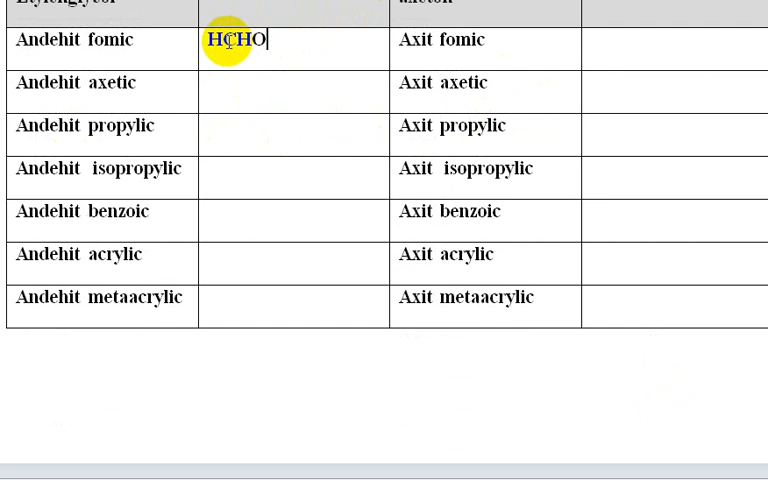 Andehit fomic HCHO Axit fomic
Andehit axetic Axit axetic
Andehit propylic Axit propylic
Andehit isopropylic Axit isopropylic
Andehit benzoic Axit benzoic
Andehit acrylic Axit acrylic
Andehit metaacrylic Axit metaacrylic